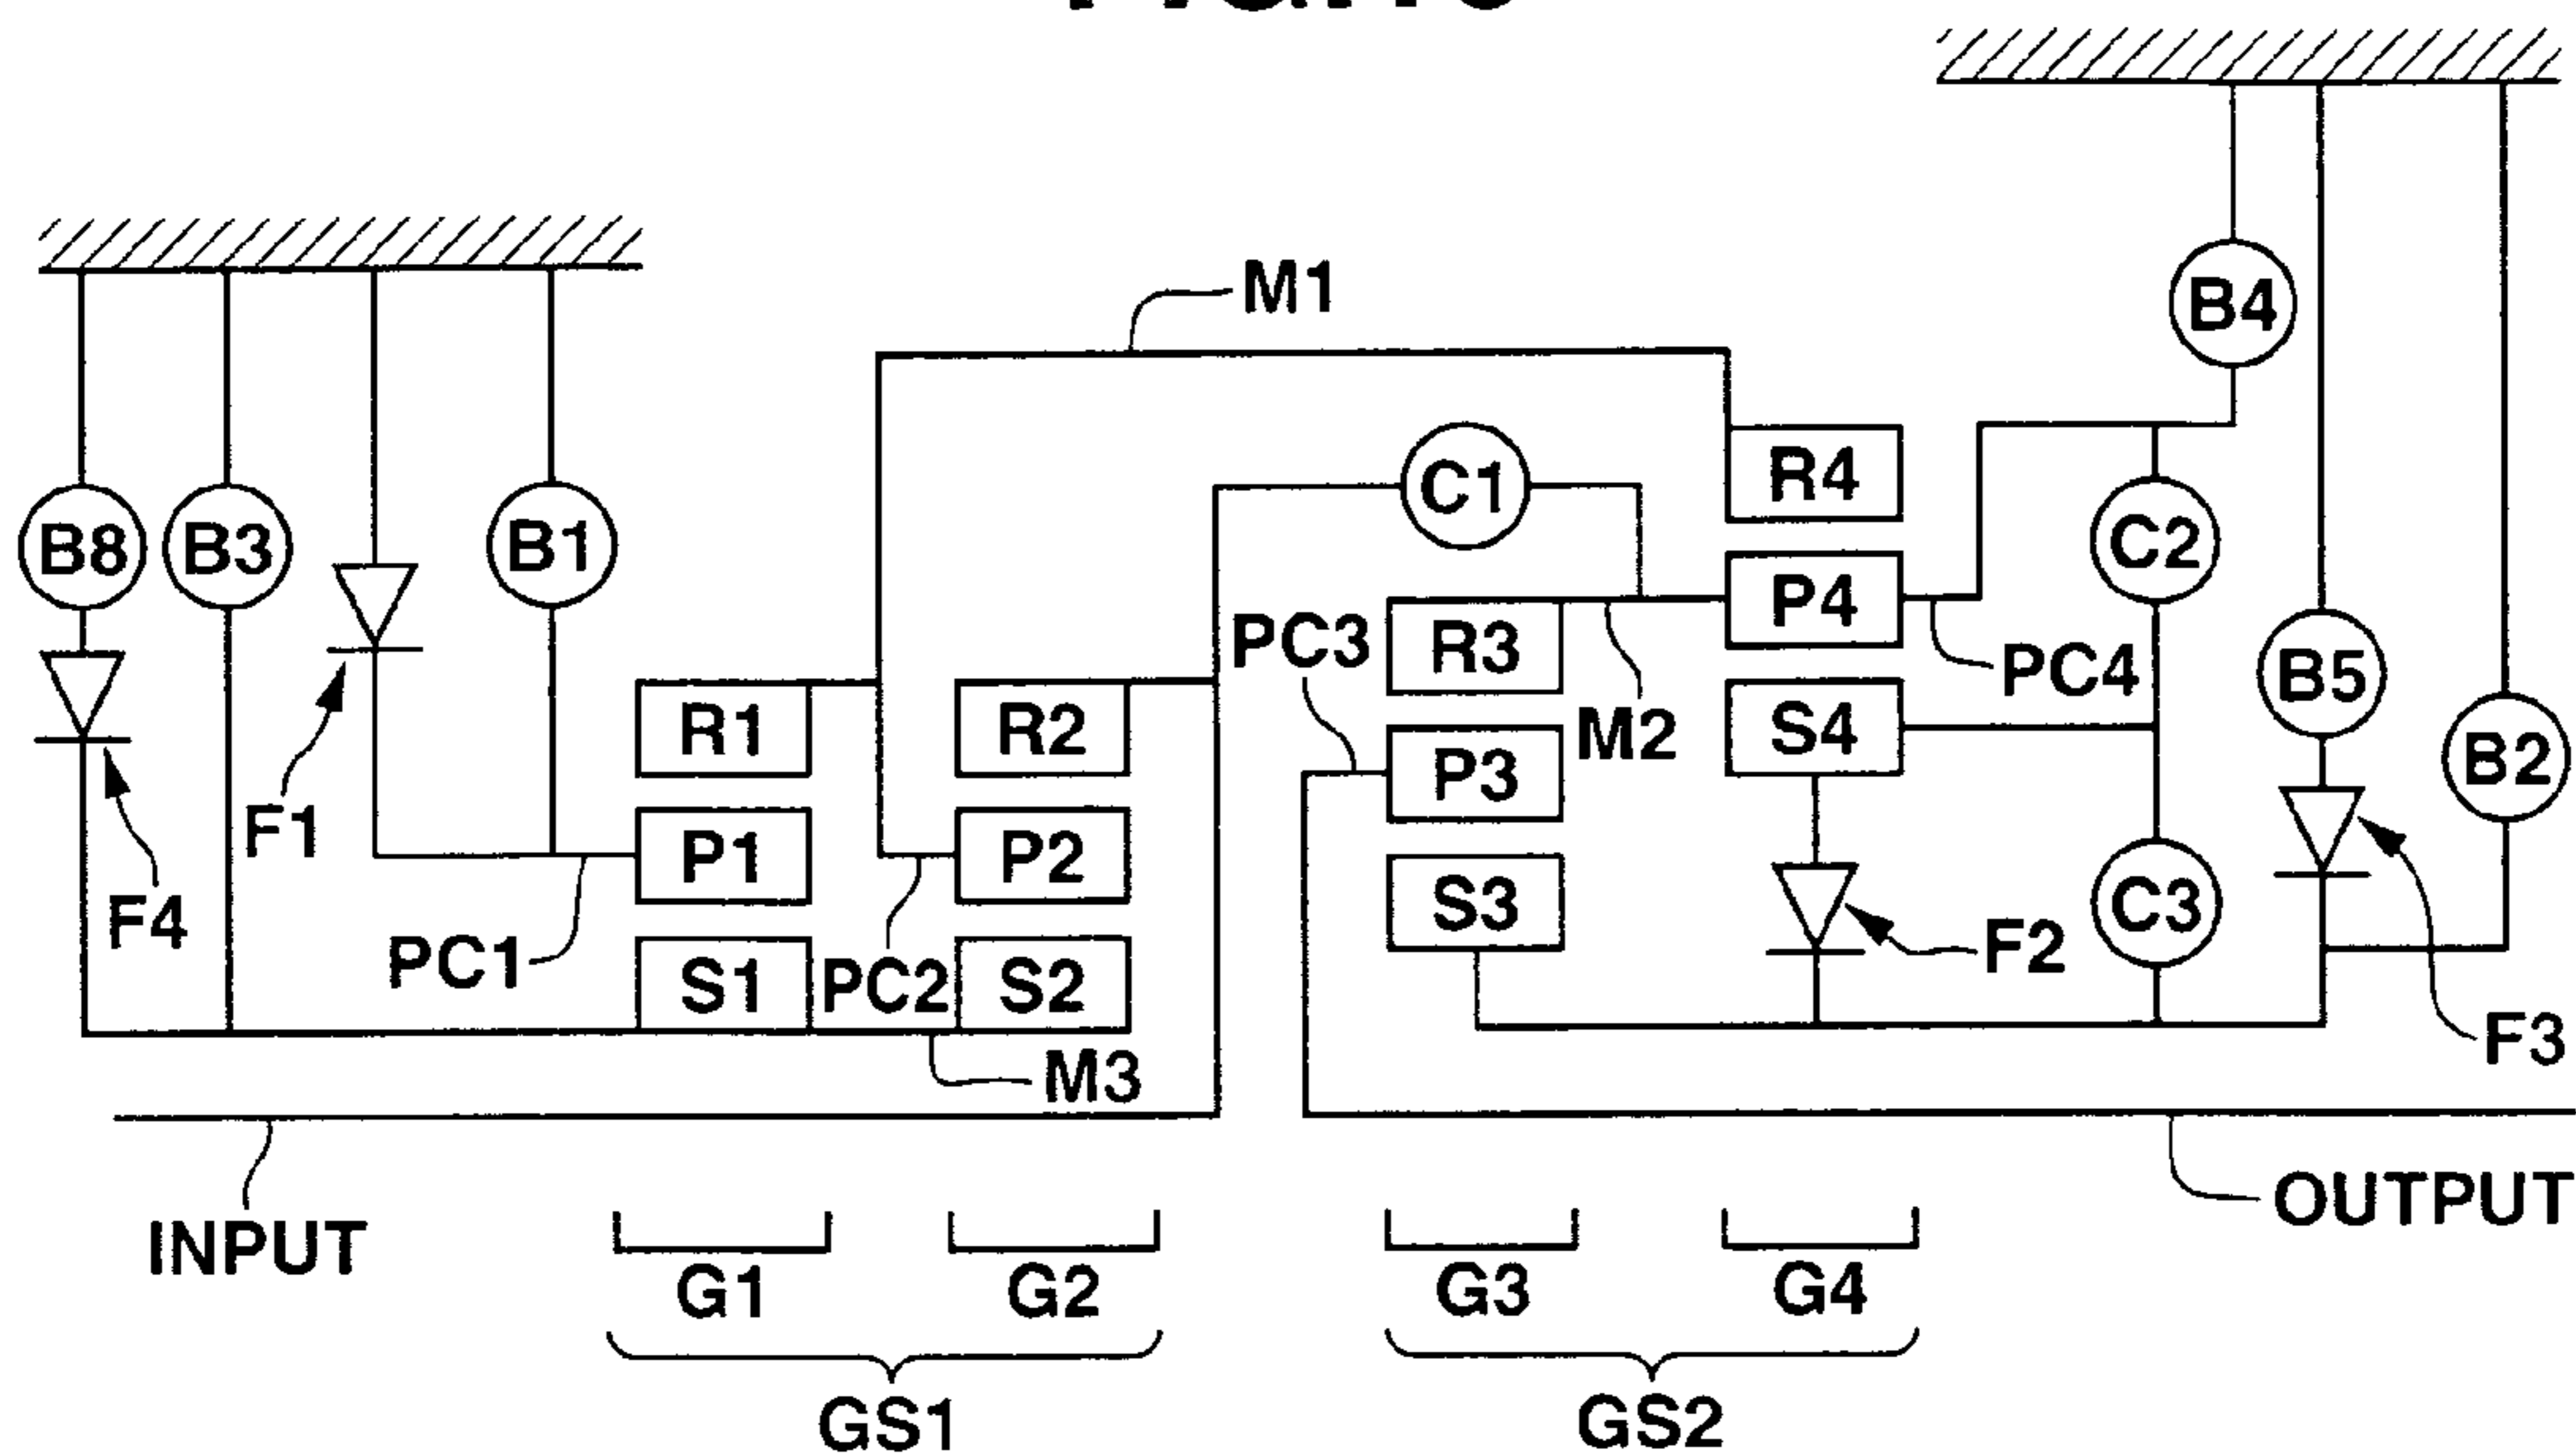 M1
B4
C1
R4
C2
B8
B3
B1
P4
PC3
R3
PC4
B5
R1
R2
M2
S4
P3
B2
F1
P1
P2
S3
C3
F4
PC1
F2
S1
PC2
S2
F3
M3
INPUT
OUTPUT
G1
G2
G3
G4
GS1
GS2